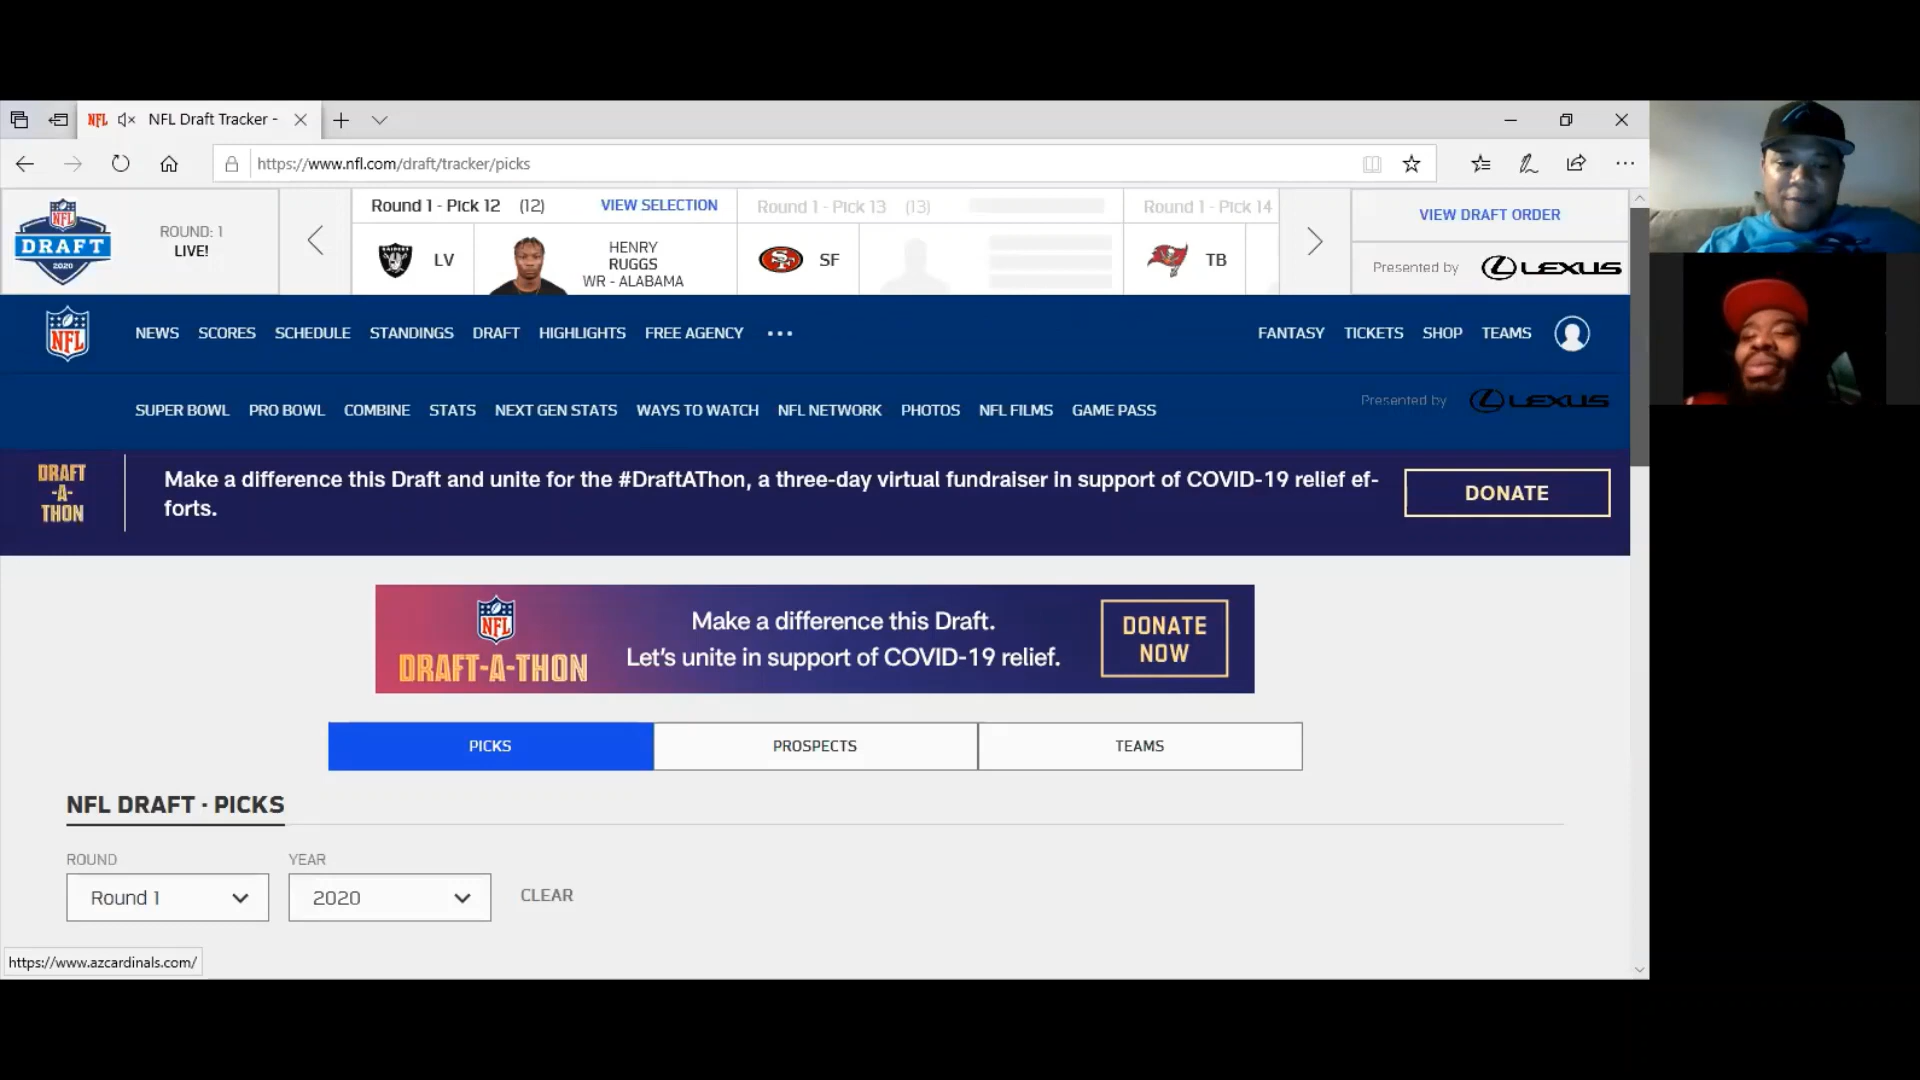 NFL Draft Tracker -
https://www.nfl.com/draft/tracker/picks
NFL
DRAFT
2020
ROUND: 1
LIVE!
Round 1 - Pick 12 (12) VIEW SELECTION
RAIDERS
LV
HENRY
RUGGS
WR - ALABAMA
Round 1 - Pick 13 (13)
SF
Round 1 - Pick 14
TB
VIEW DRAFT ORDER
Presented by LEXUS
NFL
NEWS SCORES SCHEDULE STANDINGS DRAFT HIGHLIGHTS FREE AGENCY ...
FANTASY TICKETS SHOP TEAMS
SUPER BOWL PRO BOWL COMBINE STATS NEXT GEN STATS WAYS TO WATCH NFL NETWORK PHOTOS NFL FILMS GAME PASS
Presented by LEXUS
DRAFT
-A-
THON
Make a difference this Draft and unite for the #DraftAThon, a three-day virtual fundraiser in support of COVID-19 relief ef-
forts.
DONATE
NFL
DRAFT-A-THON
Make a difference this Draft.
Let's unite in support of COVID-19 relief.
DONATE
NOW
PICKS PROSPECTS TEAMS
NFL DRAFT · PICKS
ROUND YEAR
Round 1 2020 CLEAR
https://www.azcardinals.com/